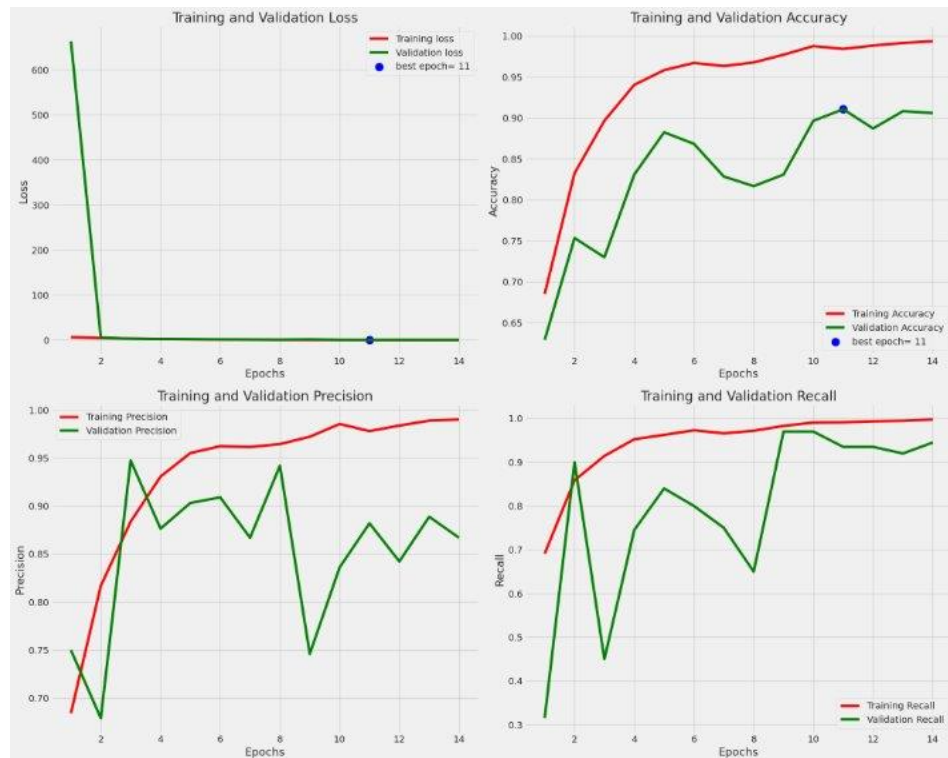 Training and Validation Loss
Training loss
Validation loss
best epoch= 11
600
500
400
300
200
100
0
Loss
2 4 6 8 10 12 14
Epochs
Training and Validation Accuracy
1.00
0.95
0.90
0.85
0.80
0.75
0.70
0.65
Accuracy
Training Accuracy
Validation Accuracy
best epoch= 11
2 4 6 8 10 12 14
Epochs
Training and Validation Precision
Training Precision
Validation Precision
1.00
0.95
0.90
0.85
0.80
0.75
0.70
Precision
2 4 6 8 10 12 14
Epochs
Training and Validation Recall
1.0
0.9
0.8
0.7
0.6
0.5
0.4
0.3
Recall
Training Recall
Validation Recall
2 4 6 8 10 12 14
Epochs